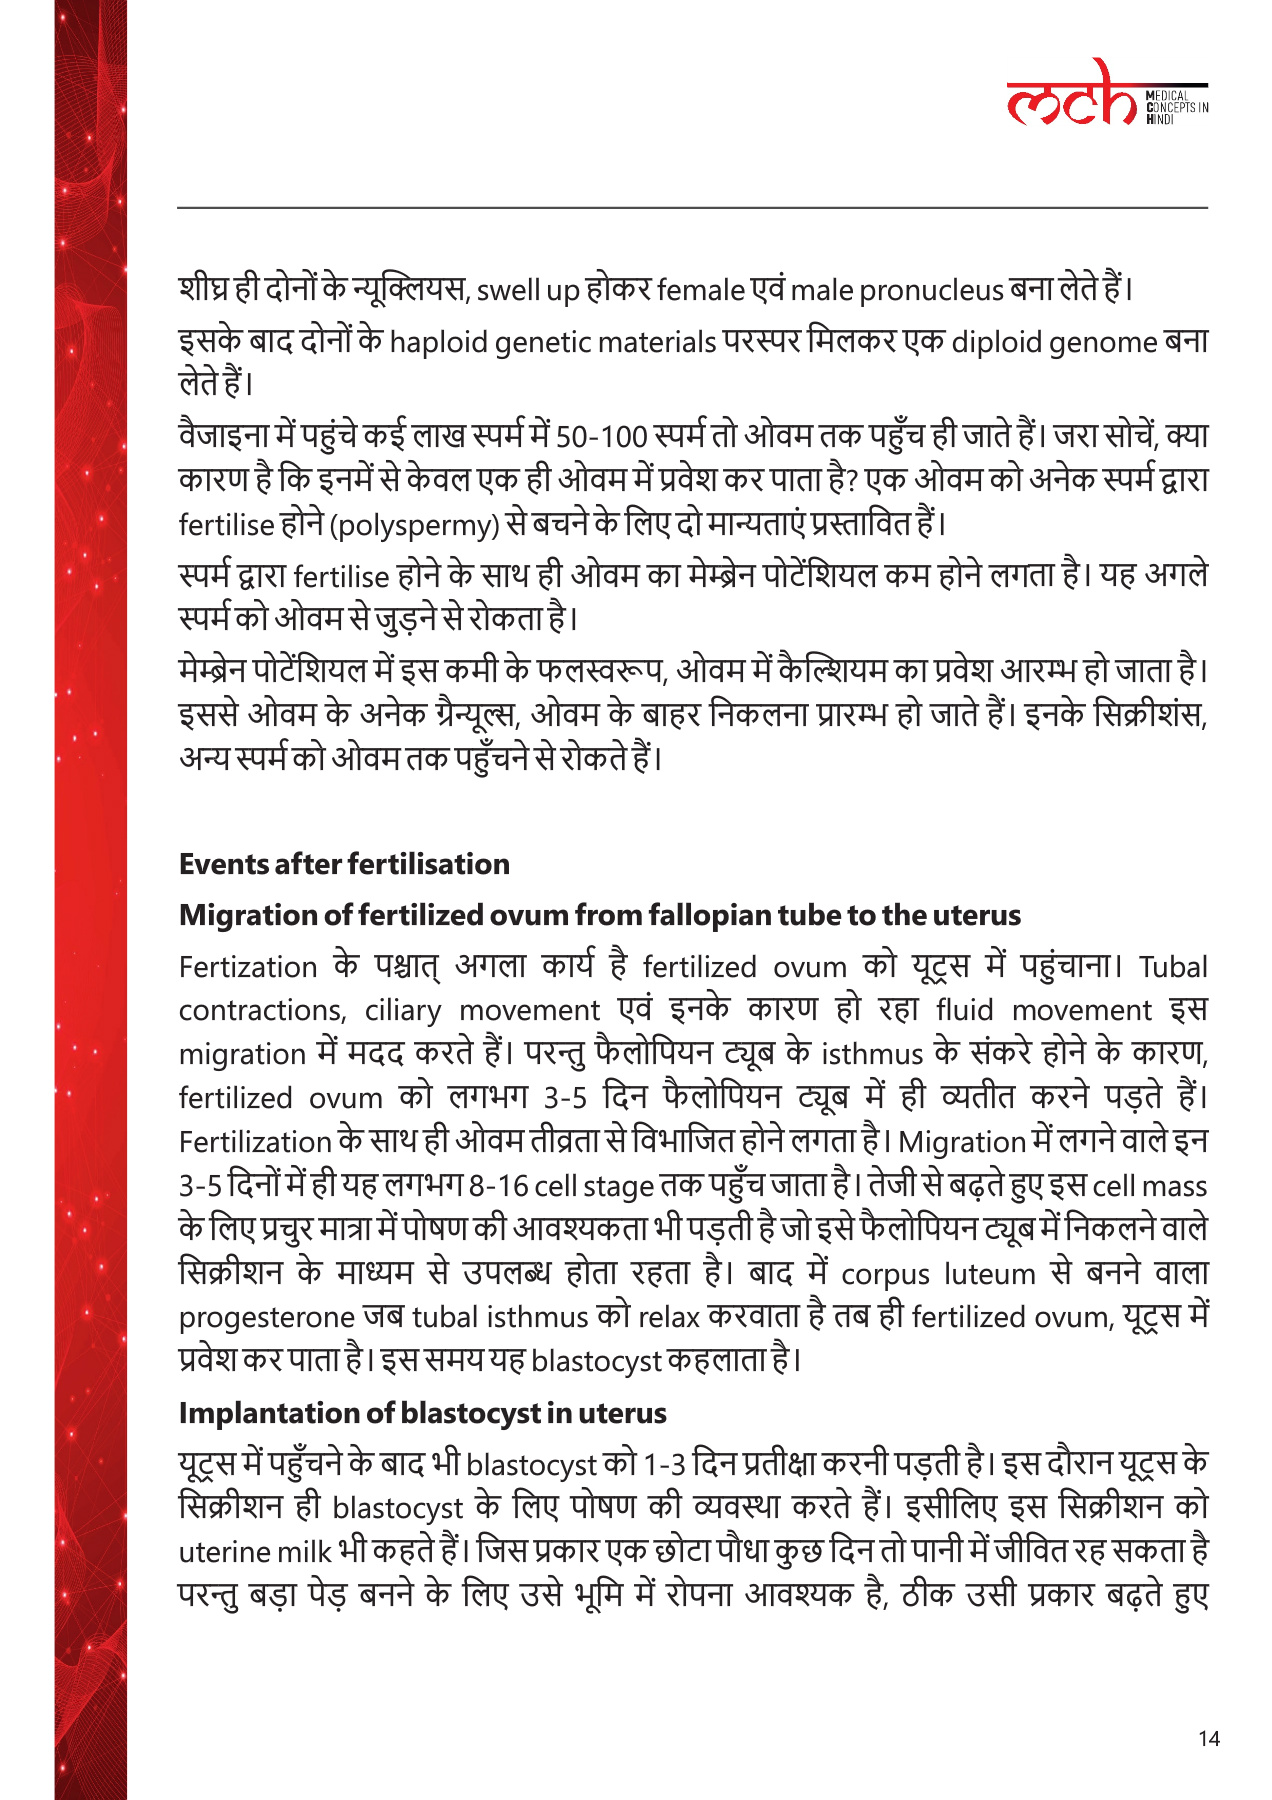 mch MEDICAL CONCEPTS IN HINDI
शीघ्र ही दोनों के न्यूक्लियस, swell up होकर female एवं male pronucleus बना लेते हैं।
इसके बाद दोनों के haploid genetic materials परस्पर मिलकर एक diploid genome बना
लेते हैं।
वैजाइना में पहुंचे कई लाख स्पर्म में 50-100 स्पर्म तो ओवम तक पहुँच ही जाते हैं। जरा सोचें, क्या
कारण है कि इनमें से केवल एक ही ओवम में प्रवेश कर पाता है? एक ओवम को अनेक स्पर्म द्वारा
fertilise होने (polyspermy) से बचने के लिए दो मान्यताएं प्रस्तावित हैं।
स्पर्म द्वारा fertilise होने के साथ ही ओवम का मेम्ब्रेन पोटेंशियल कम होने लगता है। यह अगले
स्पर्म को ओवम से जुड़ने से रोकता है।
मेम्ब्रेन पोटेंशियल में इस कमी के फलस्वरूप, ओवम में कैल्शियम का प्रवेश आरम्भ हो जाता है।
इससे ओवम के अनेक ग्रैन्यूल्स, ओवम के बाहर निकलना प्रारम्भ हो जाते हैं। इनके सिक्रीशंस,
अन्य स्पर्म को ओवम तक पहुँचने से रोकते हैं।
Events after fertilisation
Migration of fertilized ovum from fallopian tube to the uterus
Fertization के पश्चात् अगला कार्य है fertilized ovum को यूट्रस में पहुंचाना। Tubal
contractions, ciliary movement एवं इनके कारण हो रहा fluid movement इस
migration में मदद करते हैं। परन्तु फैलोपियन ट्यूब के isthmus के संकरे होने के कारण,
fertilized ovum को लगभग 3-5 दिन फैलोपियन ट्यूब में ही व्यतीत करने पड़ते हैं।
Fertilization के साथ ही ओवम तीव्रता से विभाजित होने लगता है। Migration में लगने वाले इन
3-5 दिनों में ही यह लगभग 8-16 cell stage तक पहुँच जाता है। तेजी से बढ़ते हुए इस cell mass
के लिए प्रचुर मात्रा में पोषण की आवश्यकता भी पड़ती है जो इसे फैलोपियन ट्यूब में निकलने वाले
सिक्रीशन के माध्यम से उपलब्ध होता रहता है। बाद में corpus luteum से बनने वाला
progesterone जब tubal isthmus को relax करवाता है तब ही fertilized ovum, यूट्रस में
प्रवेश कर पाता है। इस समय यह blastocyst कहलाता है।
Implantation of blastocyst in uterus
यूट्रस में पहुँचने के बाद भी blastocyst को 1-3 दिन प्रतीक्षा करनी पड़ती है। इस दौरान यूट्रस के
सिक्रीशन ही blastocyst के लिए पोषण की व्यवस्था करते हैं। इसीलिए इस सिक्रीशन को
uterine milk भी कहते हैं। जिस प्रकार एक छोटा पौधा कुछ दिन तो पानी में जीवित रह सकता है
परन्तु बड़ा पेड़ बनने के लिए उसे भूमि में रोपना आवश्यक है, ठीक उसी प्रकार बढ़ते हुए
14